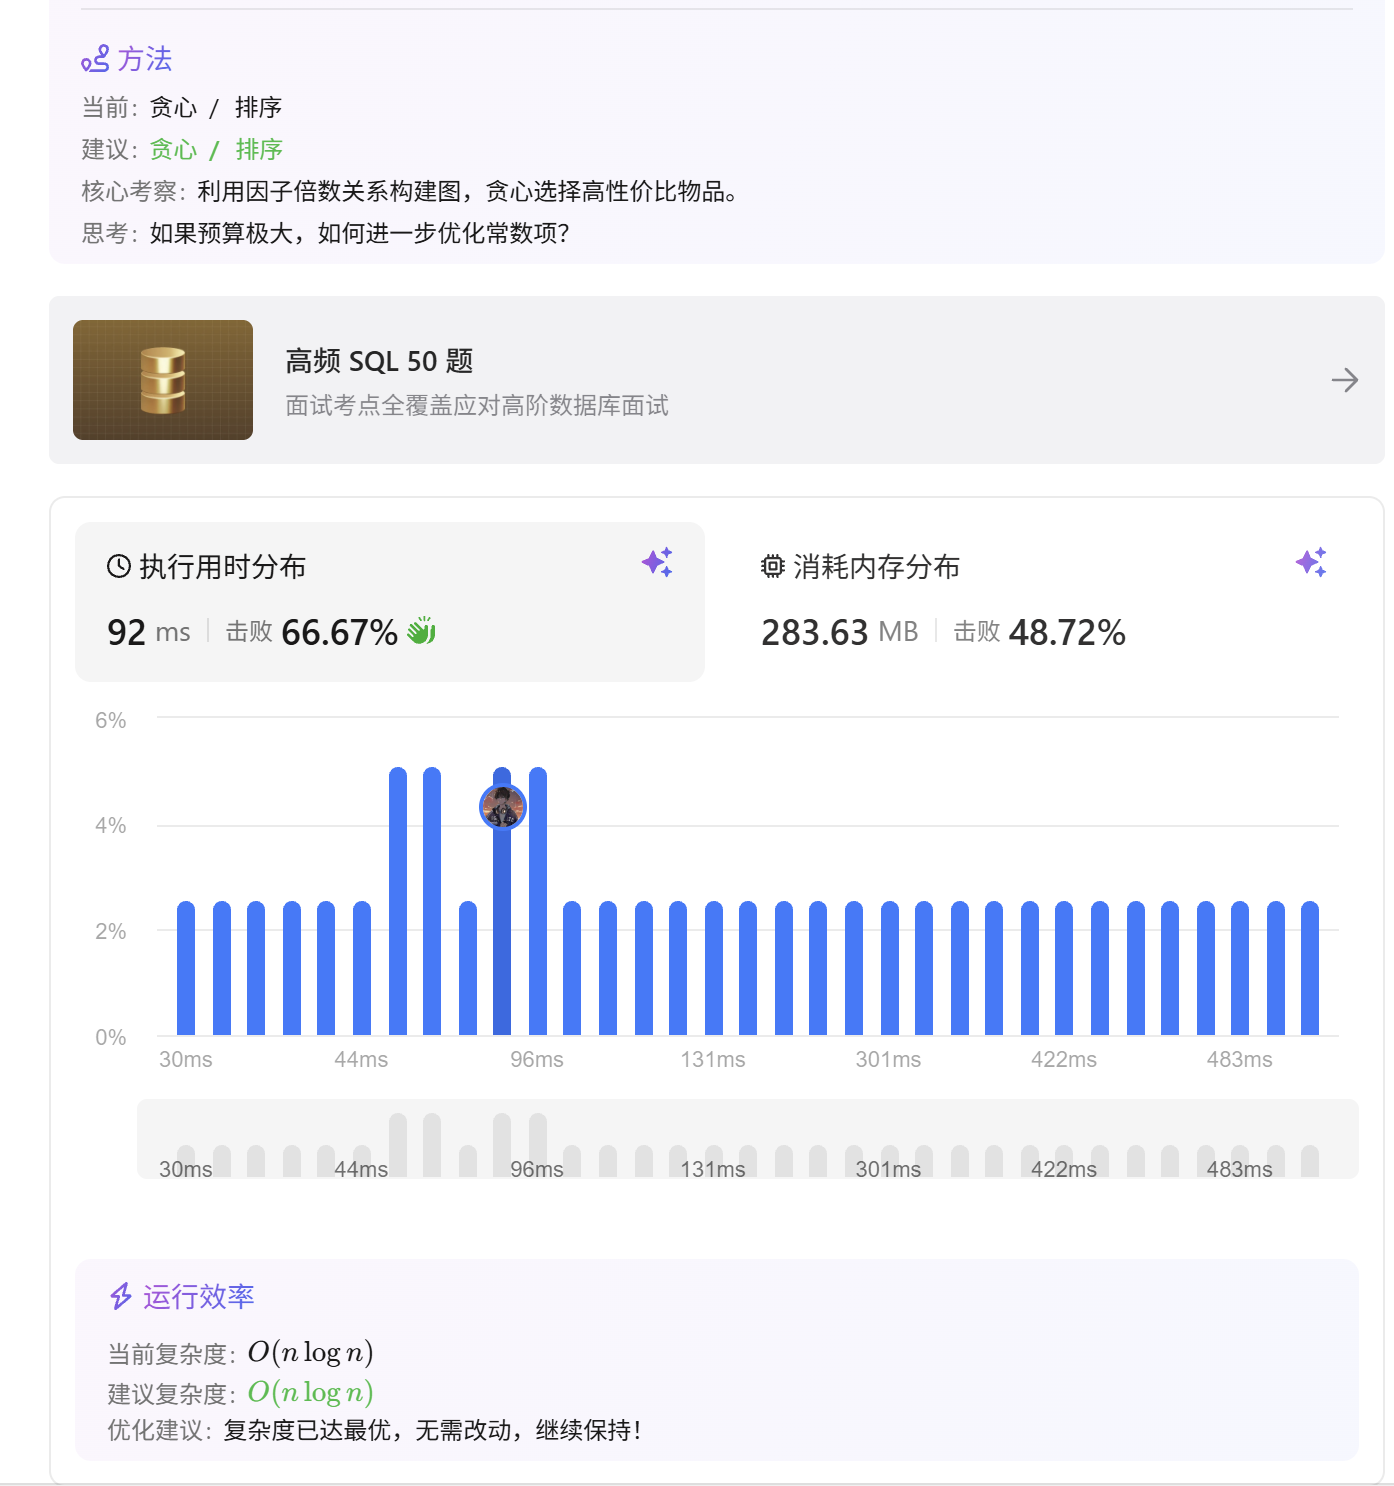 方法
当前：贪心 / 排序
建议：贪心 / 排序
核心考察：利用因子倍数关系构建图，贪心选择高性价比物品。
思考：如果预算极大，如何进一步优化常数项？
高频 SQL 50 题
面试考点全覆盖应对高阶数据库面试
执行用时分布
92 ms 击败 66.67%
消耗内存分布
283.63 MB 击败 48.72%
6%
4%
2%
0%
30ms 44ms 96ms 131ms 301ms 422ms 483ms
30ms 44ms 96ms 131ms 301ms 422ms 483ms
运行效率
当前复杂度：O(n log n)
建议复杂度：O(n log n)
优化建议：复杂度已达最优，无需改动，继续保持！